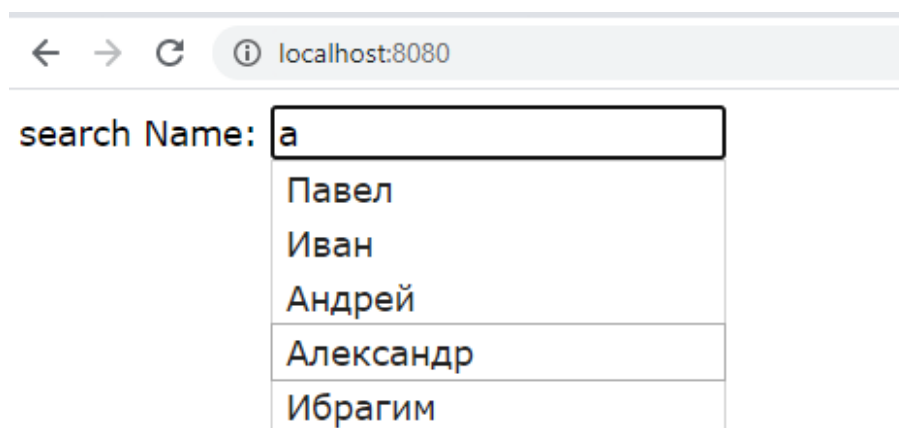 localhost:8080
search Name: а
Павел
Иван
Андрей
Александр
Ибрагим